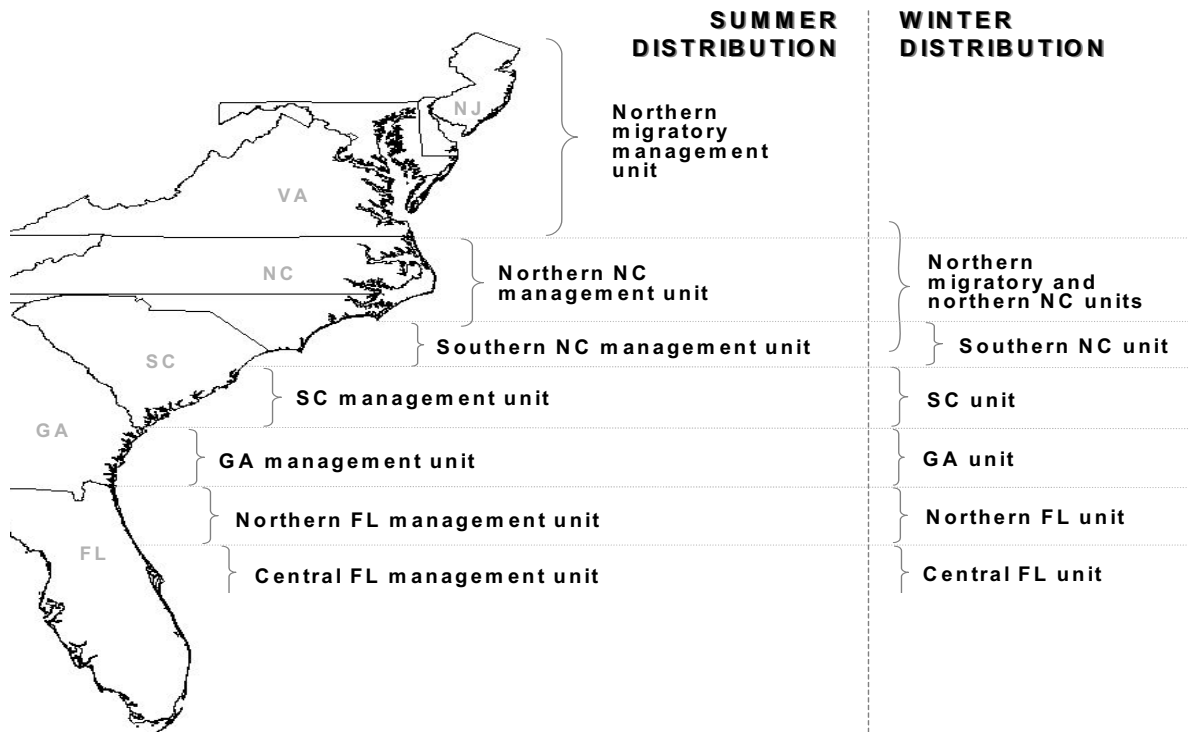 SUMMER
DISTRIBUTION
WINTER
DISTRIBUTION
NJ
Northern
migratory
management
unit
VA
NC
Northern NC
management unit
Northern
migratory and
northern NC units
Southern NC management unit
Southern NC unit
SC
SC management unit
SC unit
GA
GA management unit
GA unit
Northern FL management unit
Northern FL unit
FL
Central FL management unit
Central FL unit